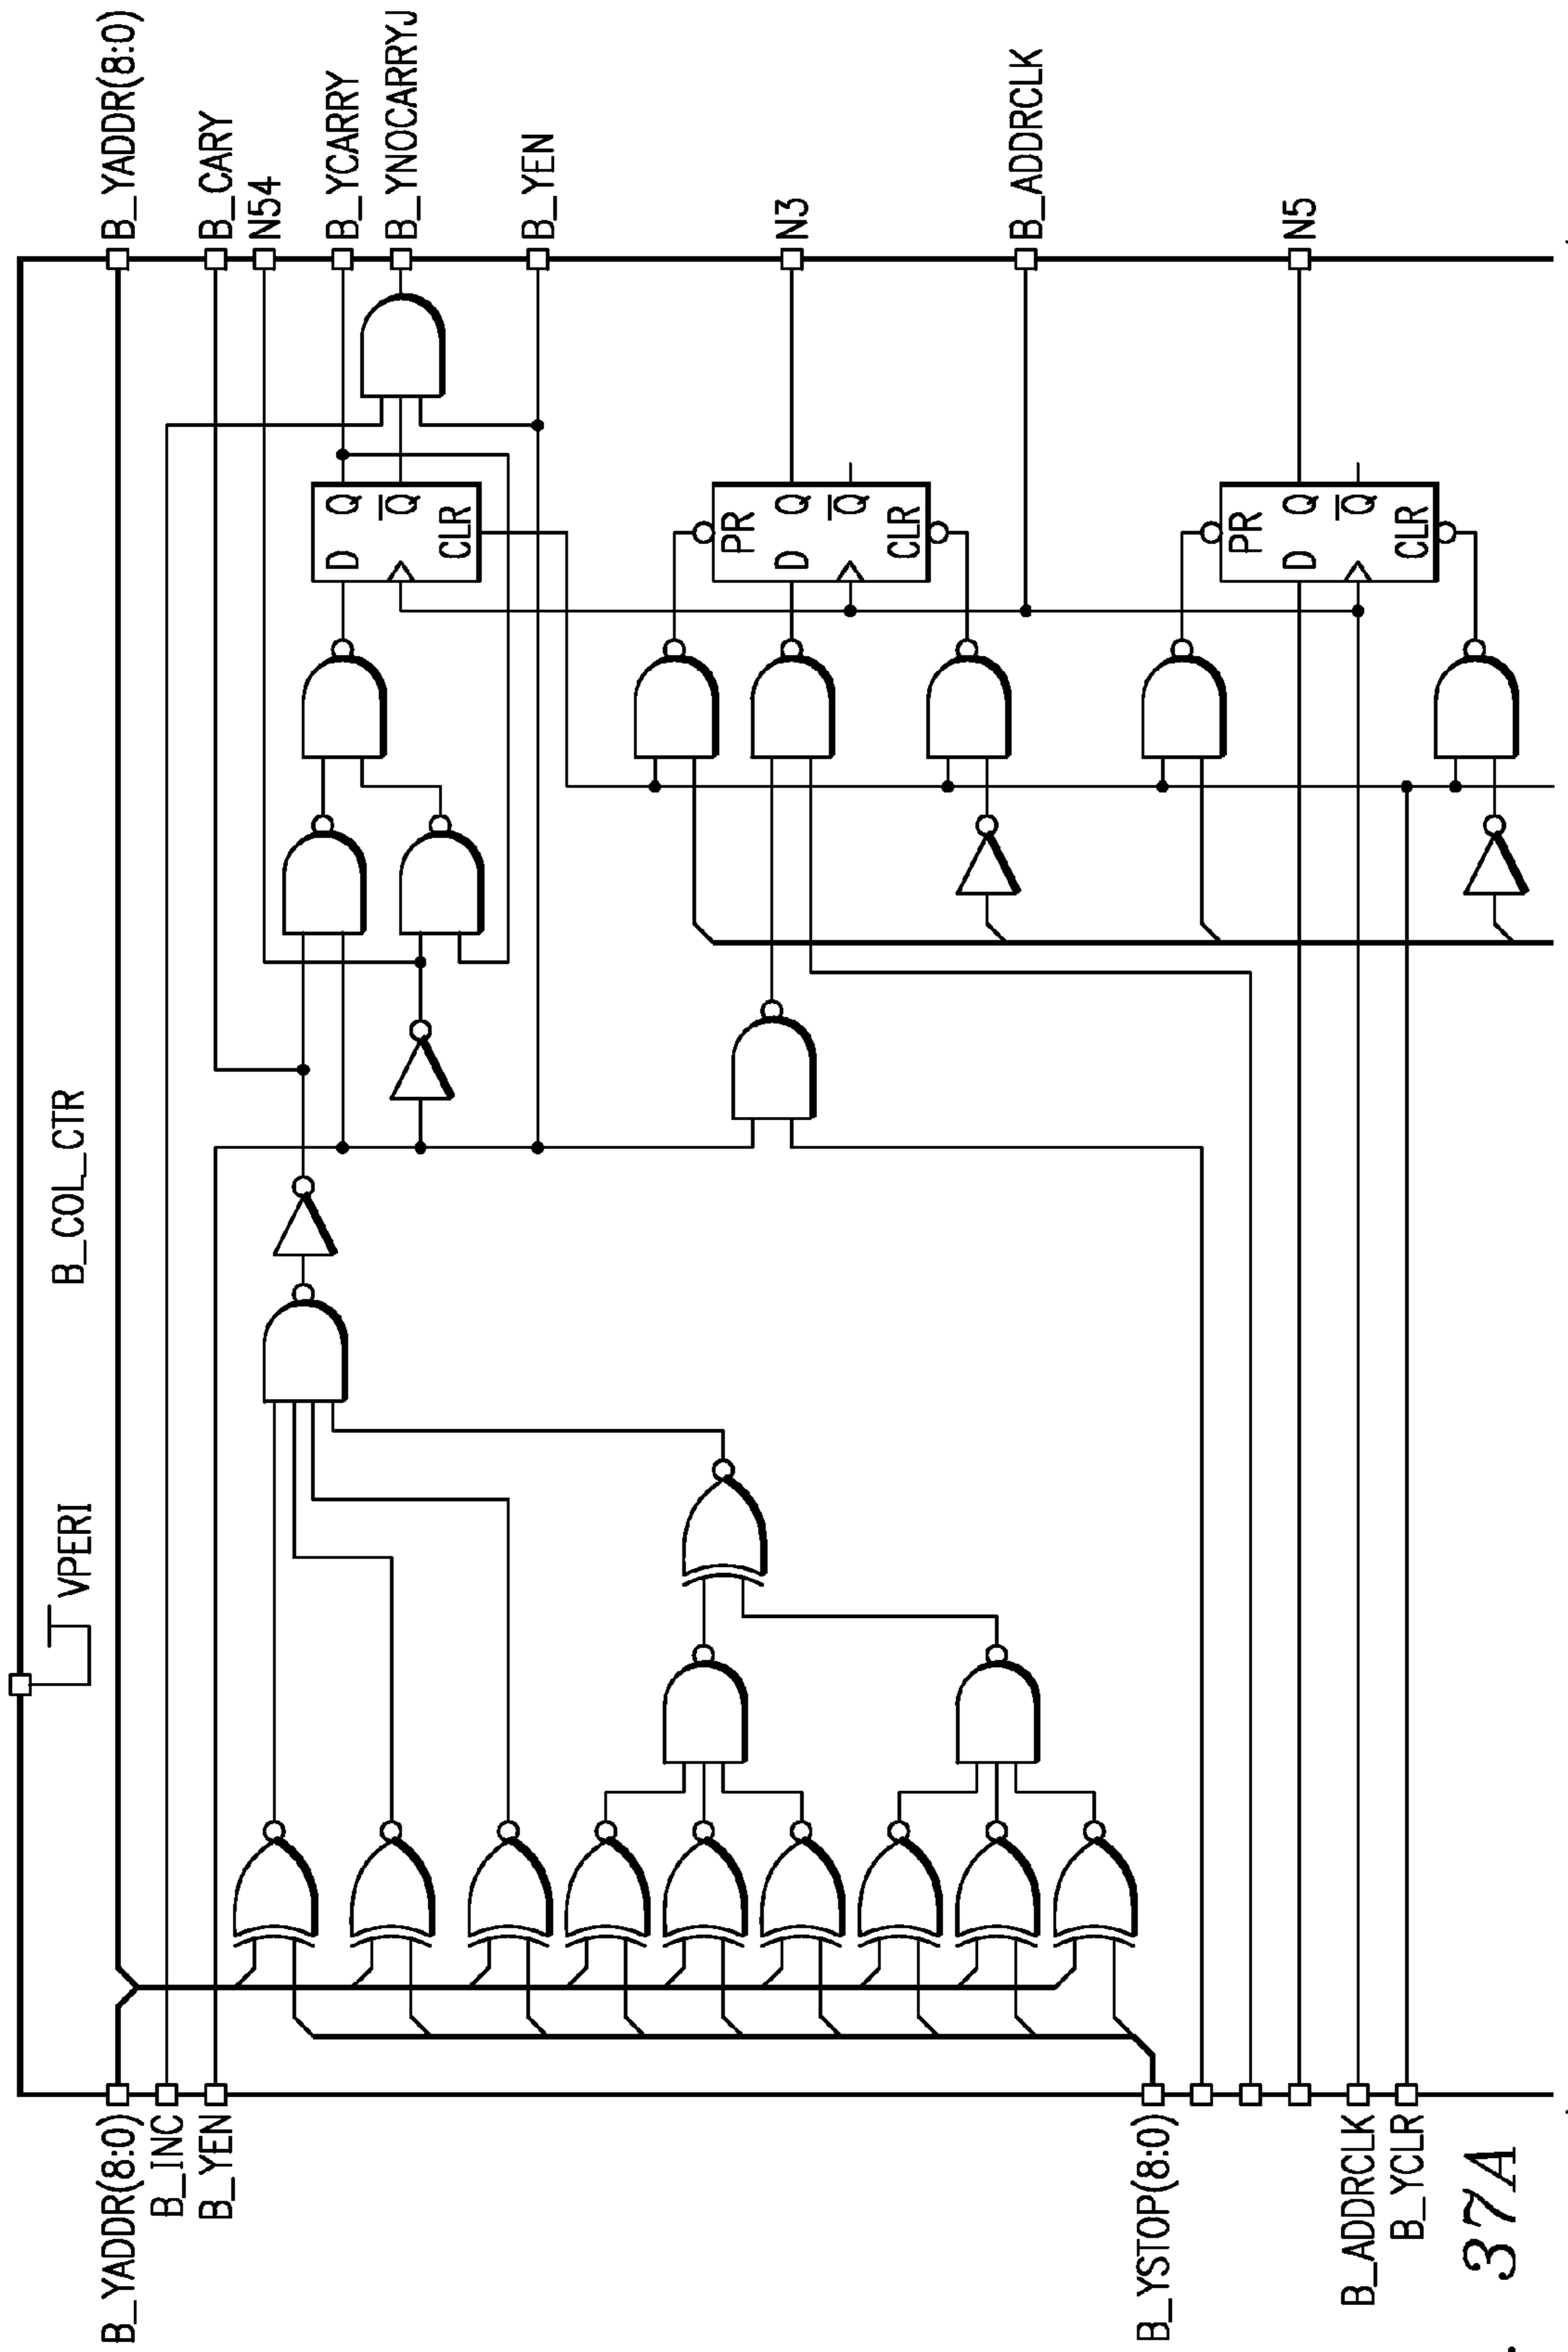 B_COL_CTR
VPERI
B_YADDR(8:0)
B_INC
B_YEN
B_YSTOP(8:0)
B_ADDRCLK
B_YCLR
D Q
Q
CLR
PR
D Q
Q
CLR
PR
D Q
Q
CLR
B_YADDR(8:0)
B_CARY
N54
B_YCARRY
B_YNOCARRYJ
B_YEN
N3
B_ADDRCLK
N5
. 37A